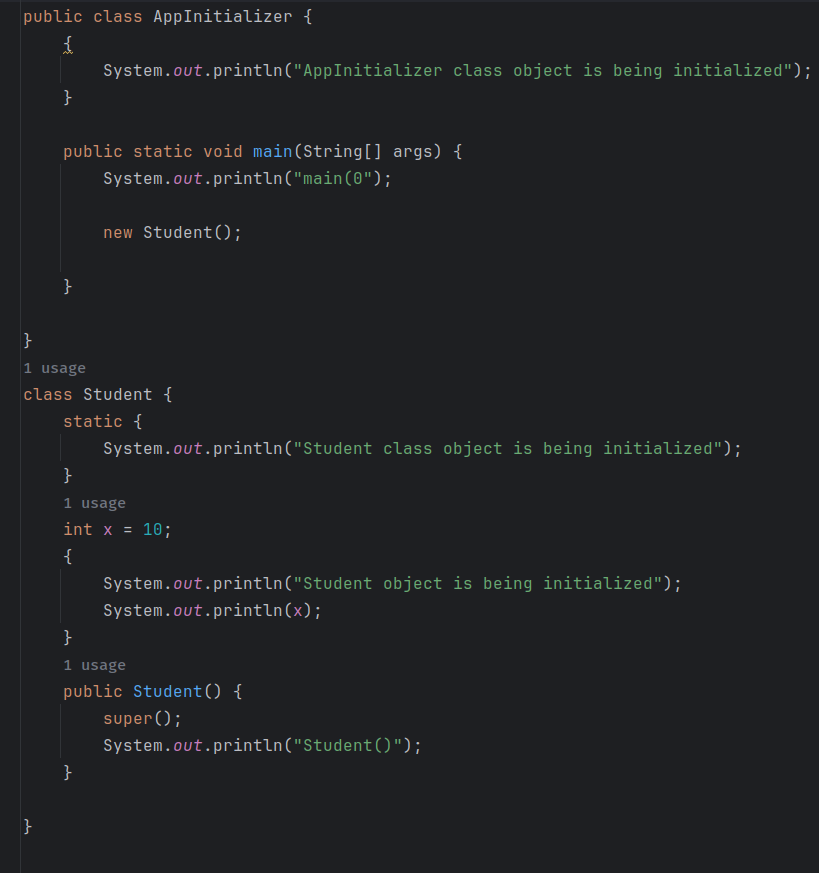 public class AppInitializer {
    {
        System.out.println("AppInitializer class object is being initialized");
    }
    public static void main(String[] args) {
        System.out.println("main(0");
        new Student();
    }
}
1 usage
class Student {
    static {
        System.out.println("Student class object is being initialized");
    }
    1 usage
    int x = 10;
    {
        System.out.println("Student object is being initialized");
        System.out.println(x);
    }
    1 usage
    public Student() {
        super();
        System.out.println("Student()");
    }
}